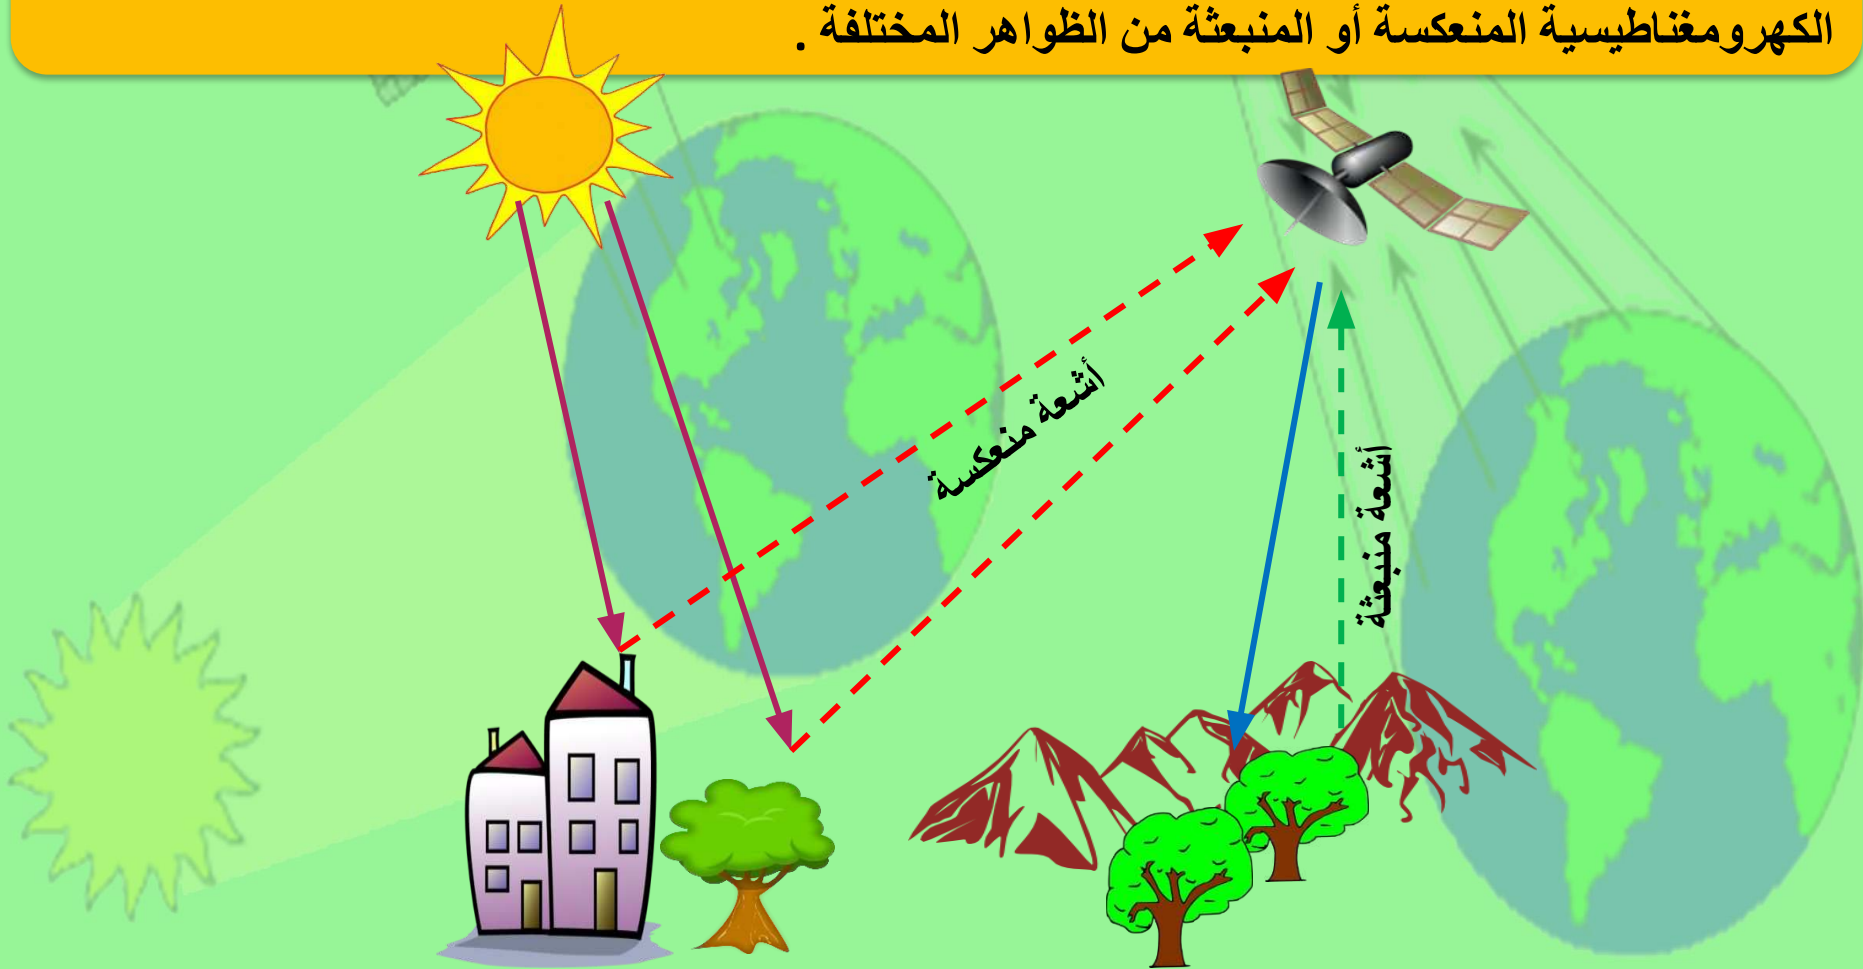 الكهرومغناطيسية المنعكسة أو المنبعثة من الظواهر المختلفة .
أشعة منعكسة
أشعة منبعثة